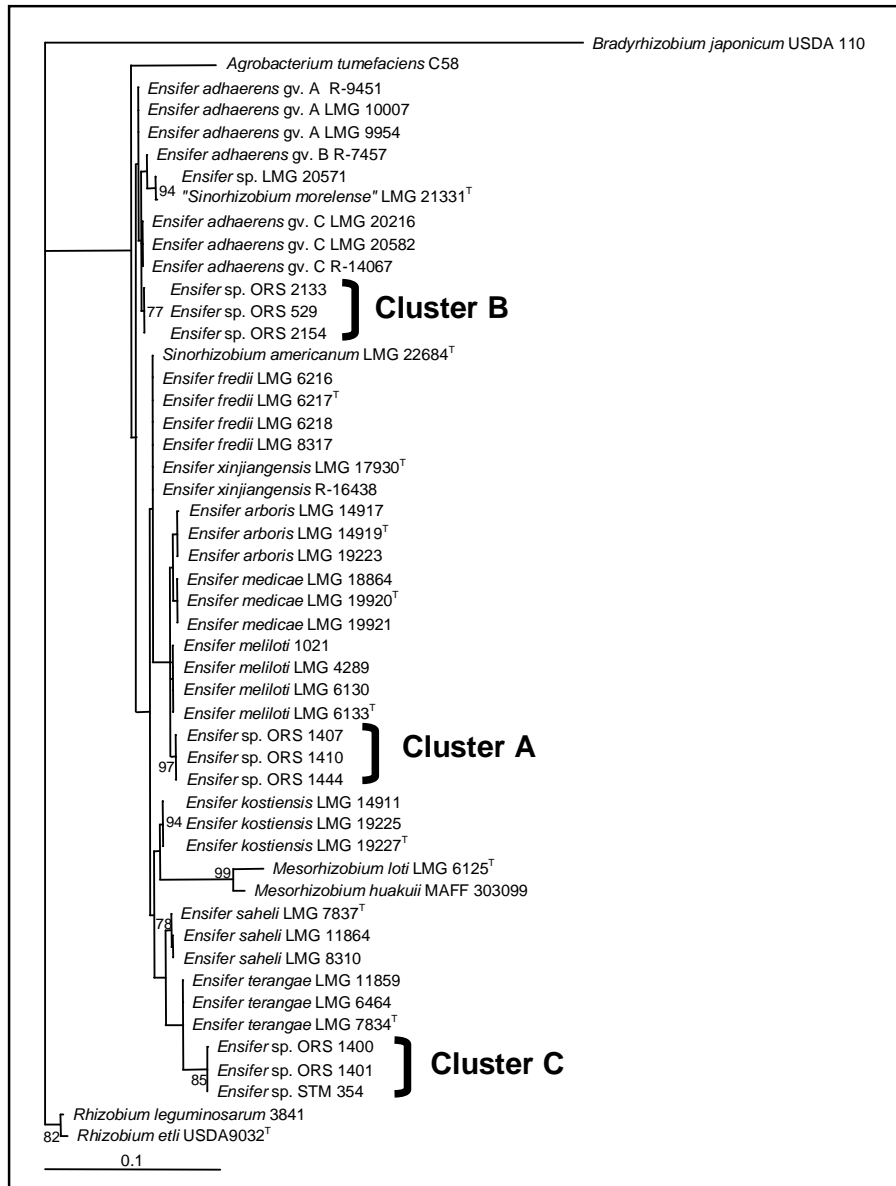 Bradyrhizobium japonicum USDA 110
Agrobacterium tumefaciens C58
Ensifer adhaerens gv. A R-9451
Ensifer adhaerens gv. A LMG 10007
Ensifer adhaerens gv. A LMG 9954
Ensifer adhaerens gv. B R-7457
Ensifer sp. LMG 20571
94
"Sinorhizobium morelense" LMG 21331T
Ensifer adhaerens gv. C LMG 20216
Ensifer adhaerens gv. C LMG 20582
Ensifer adhaerens gv. C R-14067
Ensifer sp. ORS 2133
77 Ensifer sp. ORS 529 Cluster B
Ensifer sp. ORS 2154
Sinorhizobium americanum LMG 22684T
Ensifer fredii LMG 6216
Ensifer fredii LMG 6217T
Ensifer fredii LMG 6218
Ensifer fredii LMG 8317
Ensifer xinjiangensis LMG 17930T
Ensifer xinjiangensis R-16438
Ensifer arboris LMG 14917
Ensifer arboris LMG 14919T
Ensifer arboris LMG 19223
Ensifer medicae LMG 18864
Ensifer medicae LMG 19920T
Ensifer medicae LMG 19921
Ensifer meliloti 1021
Ensifer meliloti LMG 4289
Ensifer meliloti LMG 6130
Ensifer meliloti LMG 6133T
Ensifer sp. ORS 1407
Ensifer sp. ORS 1410 Cluster A
97
Ensifer sp. ORS 1444
Ensifer kostiensis LMG 14911
94 Ensifer kostiensis LMG 19225
Ensifer kostiensis LMG 19227T
99 Mesorhizobium loti LMG 6125T
Mesorhizobium huakuii MAFF 303099
Ensifer saheli LMG 7837T
78
Ensifer saheli LMG 11864
Ensifer saheli LMG 8310
Ensifer terangae LMG 11859
Ensifer terangae LMG 6464
Ensifer terangae LMG 7834T
Ensifer sp. ORS 1400
Ensifer sp. ORS 1401 Cluster C
85
Ensifer sp. STM 354
Rhizobium leguminosarum 3841
82 Rhizobium etli USDA9032T
0.1